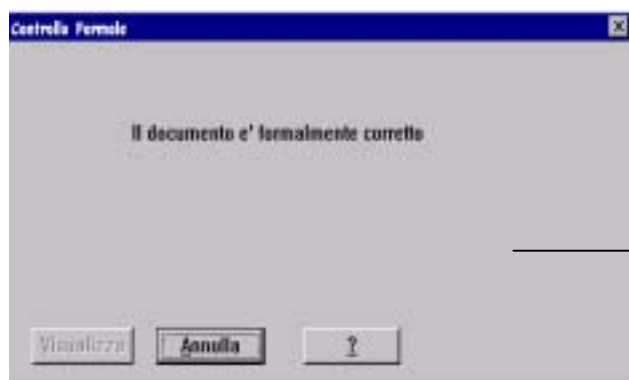 Controllo Formale
Il documento e' formalmente corretto
Visualizza
Annulla
?